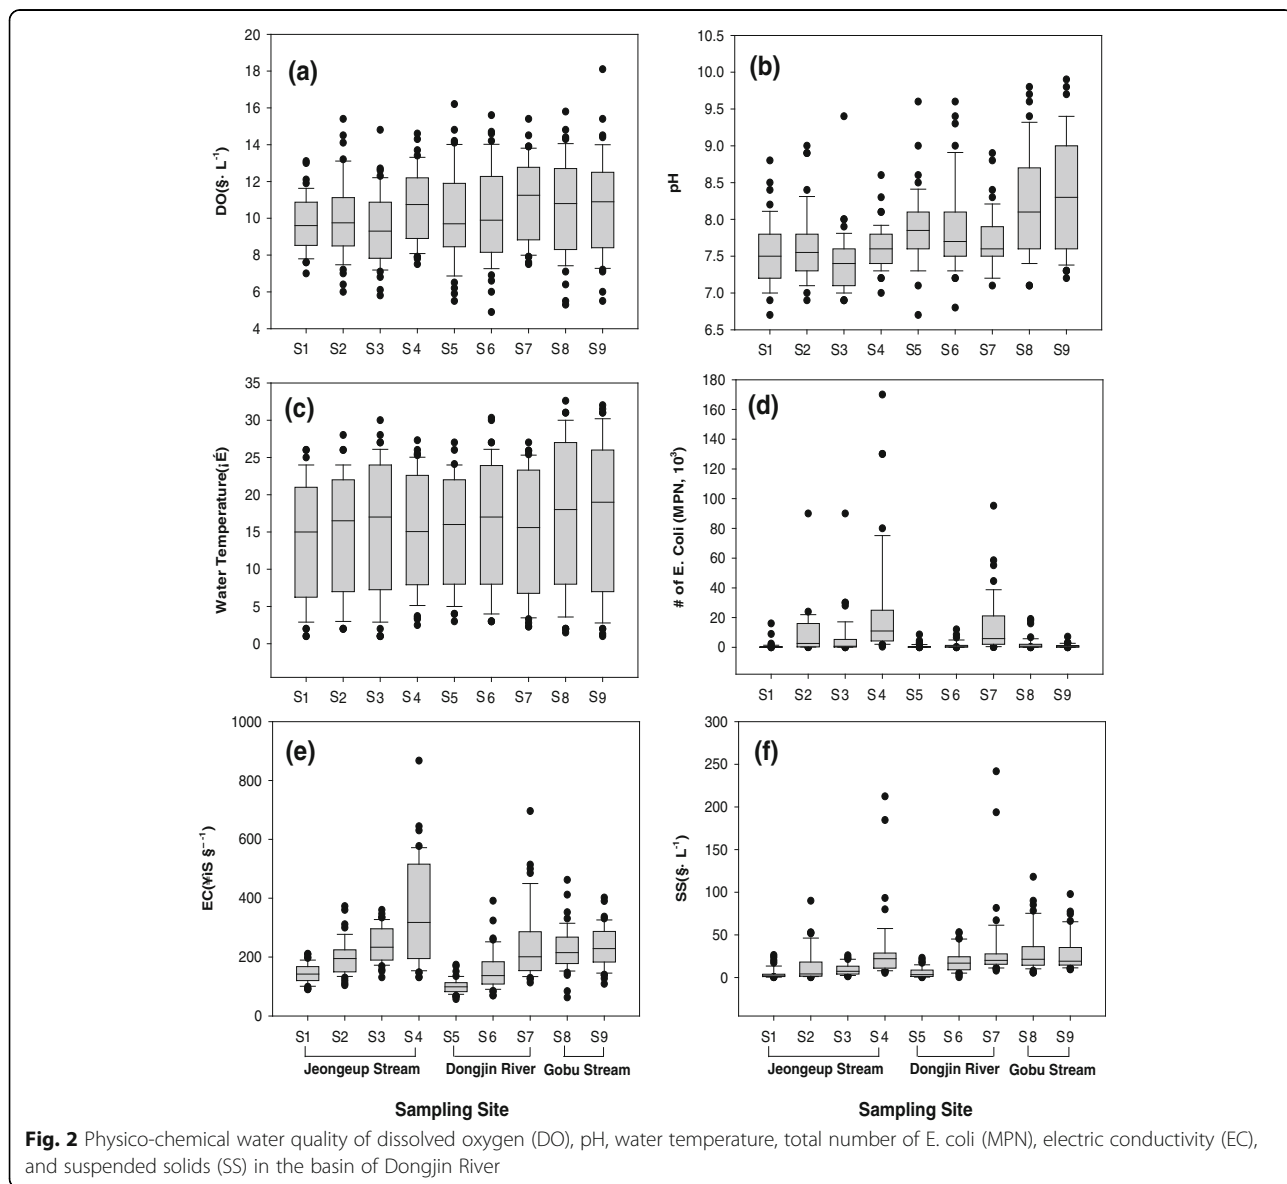 20
18
16
14
12
10
8
6
4
DO(§· L⁻¹)
(a)
S1 S2 S3 S4 S5 S6 S7 S8 S9
10.5
10.0
9.5
9.0
8.5
8.0
7.5
7.0
6.5
pH
(b)
S1 S2 S3 S4 S5 S6 S7 S8 S9
35
30
25
20
15
10
5
0
Water Temperature(¡É)
(c)
S1 S2 S3 S4 S5 S6 S7 S8 S9
180
160
140
120
100
80
60
40
20
0
# of E. Coli (MPN, 10³)
(d)
S1 S2 S3 S4 S5 S6 S7 S8 S9
1000
800
600
400
200
0
EC(¥ìS §⁻¹)
(e)
S1 S2 S3 S4 S5 S6 S7 S8 S9
Jeongeup Stream Dongjin River Gobu Stream
Sampling Site
300
250
200
150
100
50
0
SS(§· L⁻¹)
(f)
S1 S2 S3 S4 S5 S6 S7 S8 S9
Jeongeup Stream Dongjin River Gobu Stream
Sampling Site
Fig. 2 Physico-chemical water quality of dissolved oxygen (DO), pH, water temperature, total number of E. coli (MPN), electric conductivity (EC),
and suspended solids (SS) in the basin of Dongjin River